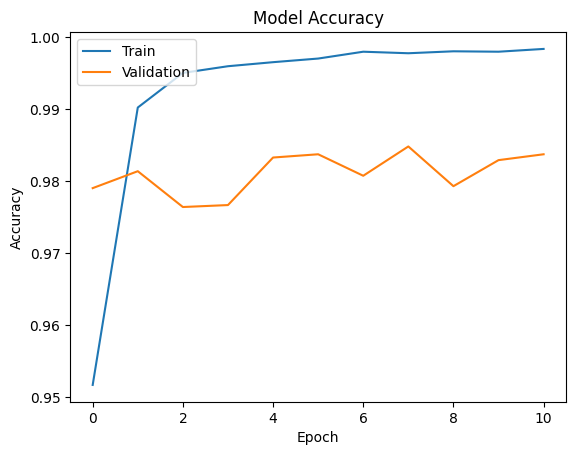 Model Accuracy
Train
Validation
1.00
0.99
0.98
0.97
0.96
0.95
Accuracy
0 2 4 6 8 10
Epoch